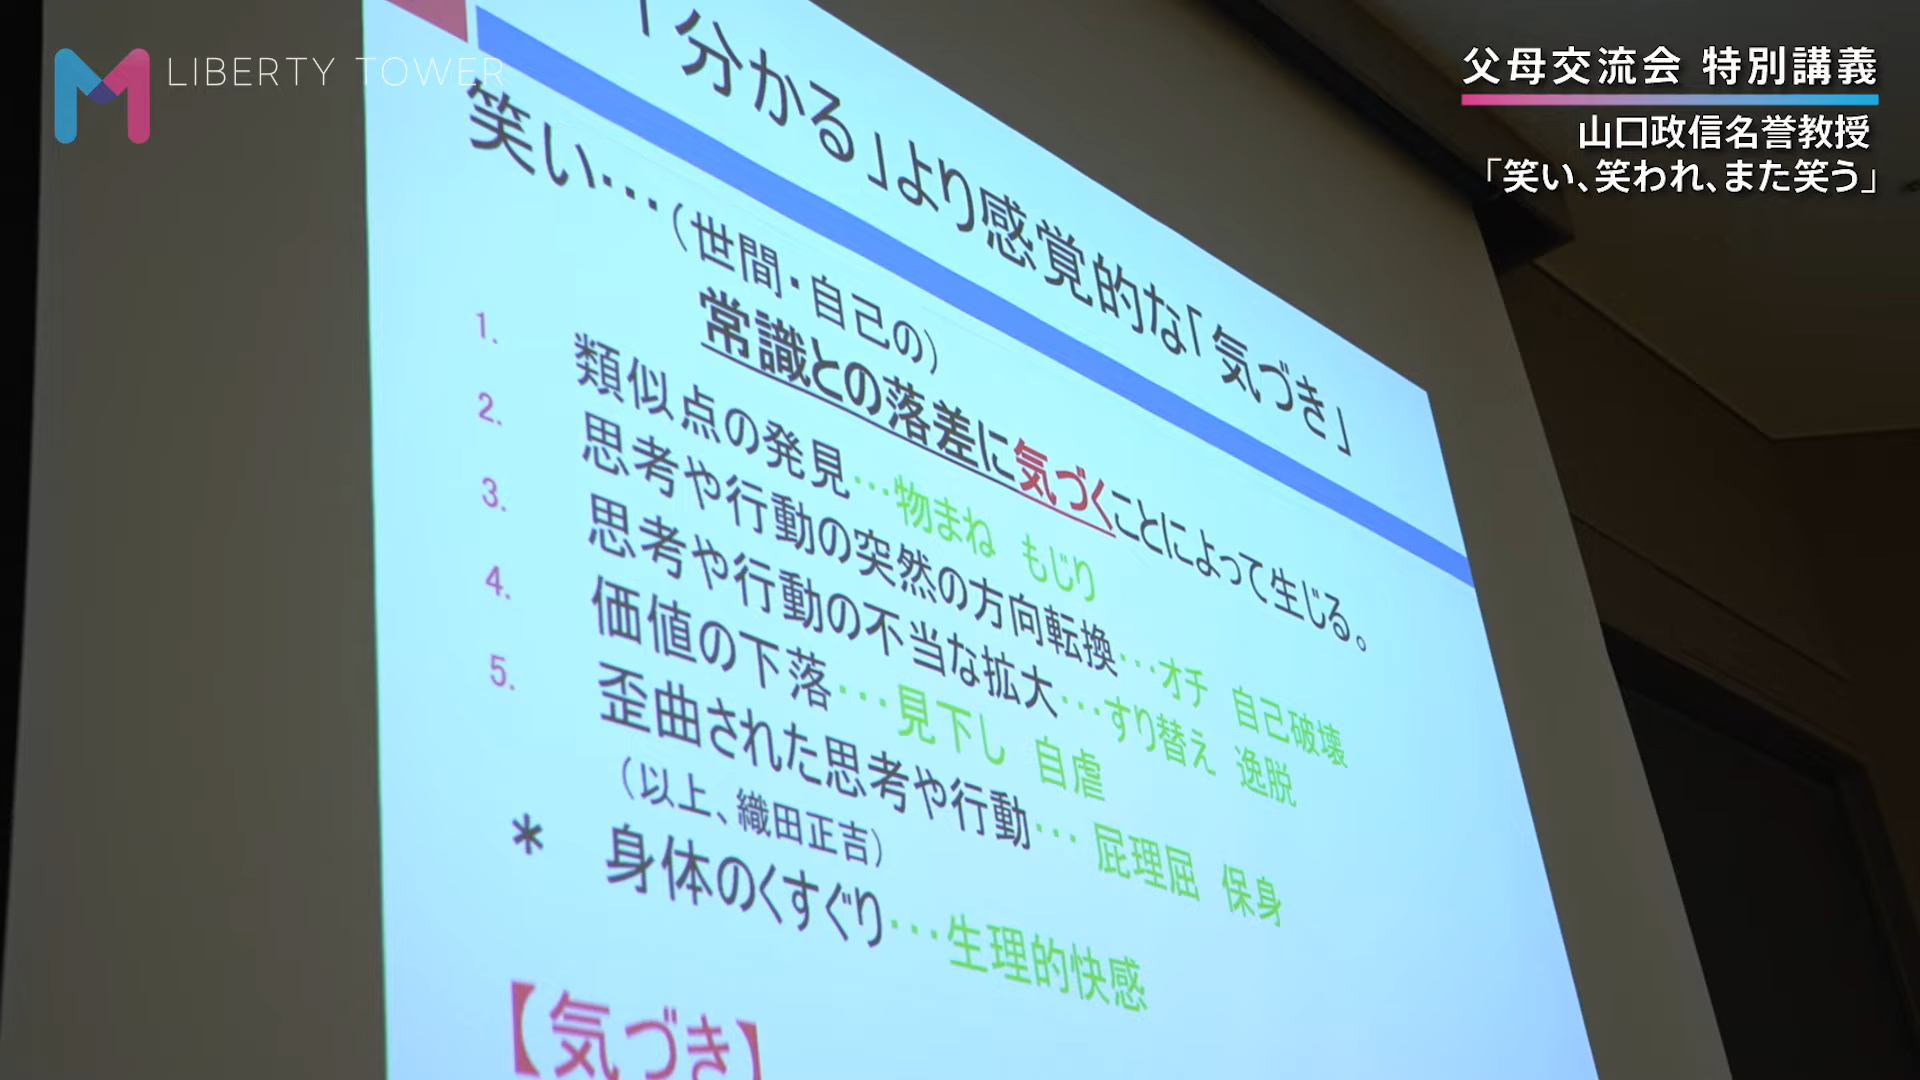 LIBERTY TOWER
父母交流会 特別講義
山口政信名誉教授
「笑い、笑われ、また笑う」
「分かる」より感覚的な「気づき」
笑い…(世間・自己の)
常識との落差に気づくことによって生じる。
1. 類似点の発見…物まね もじり
2. 思考や行動の突然の方向転換…オチ 自己破壊
3. 思考や行動の不当な拡大…すり替え 逸脱
4. 価値の下落…見下し 自虐
5. 歪曲された思考や行動… 屁理屈 保身
(以上、織田正吉)
* 身体のくすぐり…生理的快感
【気づき】